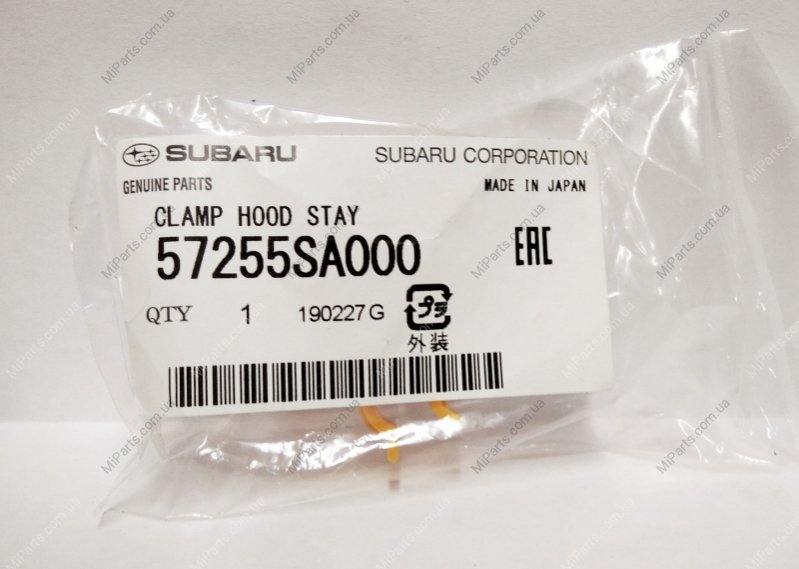 SUBARU SUBARU CORPORATION
GENUINE PARTS MADE IN JAPAN
CLAMP HOOD STAY
57255SA000 EAC
QTY 1 190227G プラ
外装
MiParts.com.ua